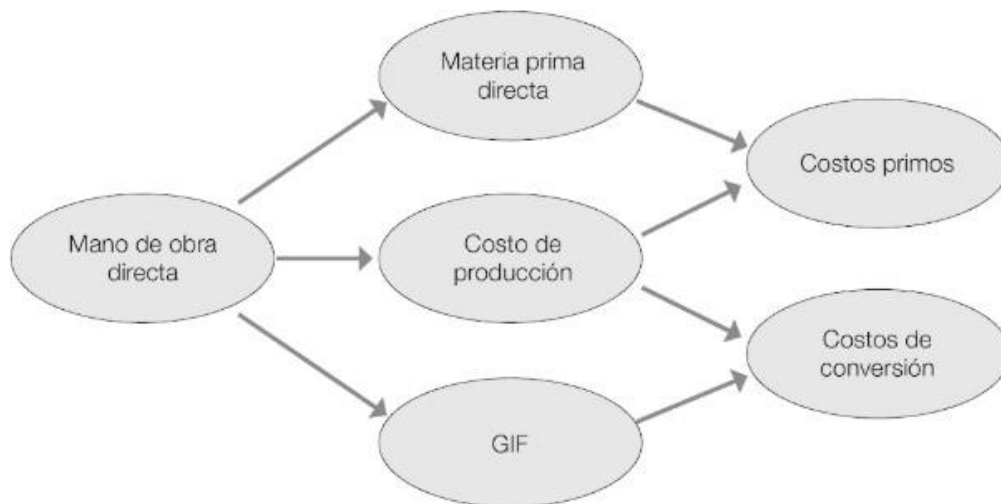 Materia prima
directa
Costos primos
Mano de obra
directa
Costo de
producción
Costos de
conversión
GIF